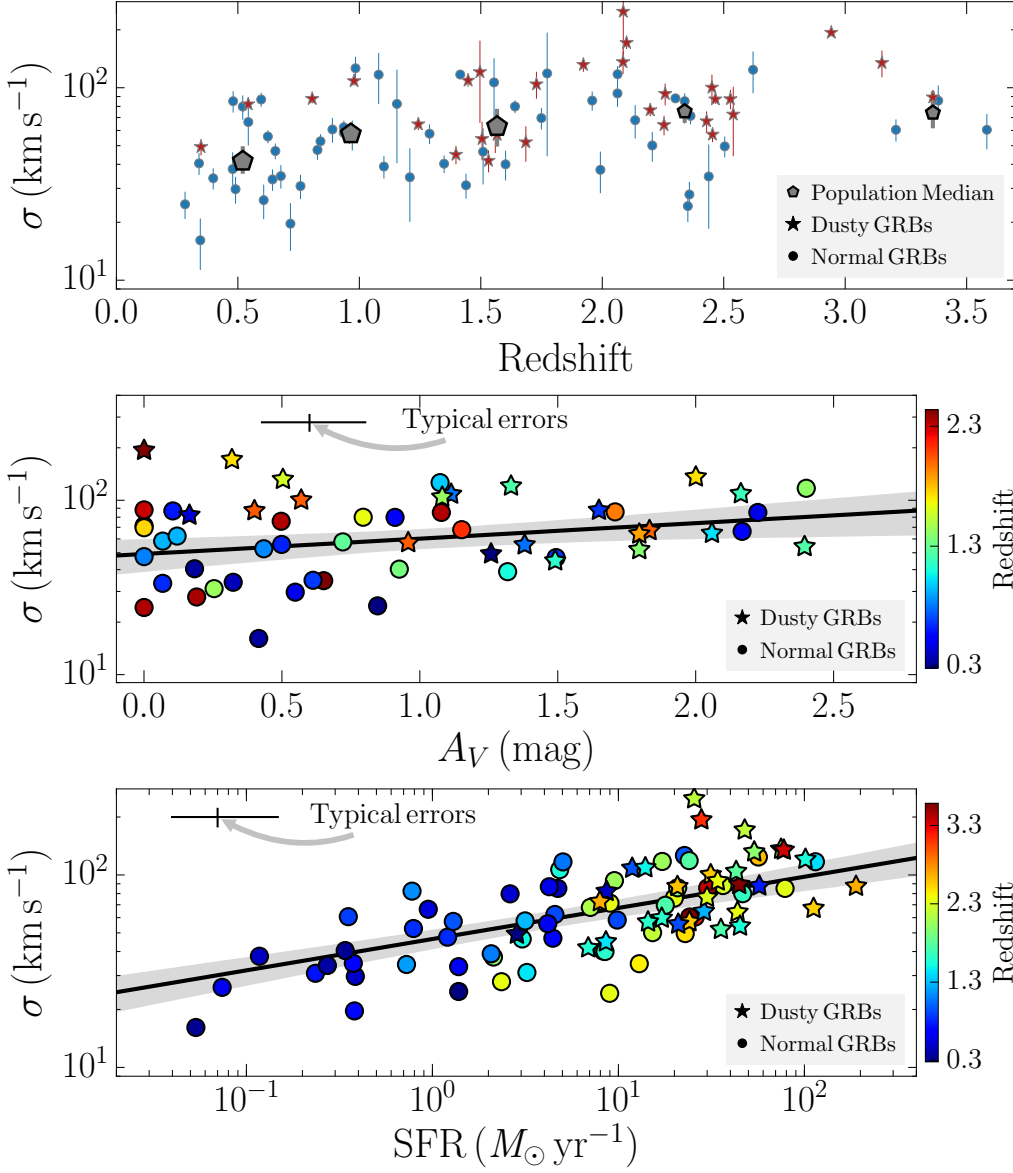 σ (km s⁻¹)
10²
10¹
Population Median
Dusty GRBs
Normal GRBs
0.0 0.5 1.0 1.5 2.0 2.5 3.0 3.5
Redshift
σ (km s⁻¹)
10²
10¹
Typical errors
Dusty GRBs
Normal GRBs
2.3
1.3
0.3
Redshift
0.0 0.5 1.0 1.5 2.0 2.5
A_V (mag)
σ (km s⁻¹)
10²
10¹
Typical errors
Dusty GRBs
Normal GRBs
3.3
2.3
1.3
0.3
Redshift
10⁻¹ 10⁰ 10¹ 10²
SFR (M⊙ yr⁻¹)